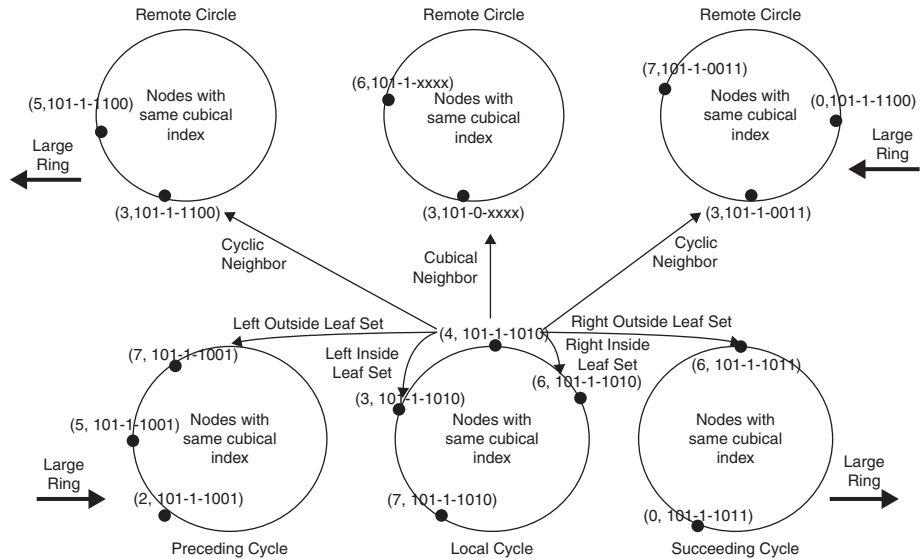 Remote Circle
Remote Circle
Remote Circle
(5,101-1-1100)
Nodes with
same cubical
index
(6,101-1-xxxx)
Nodes with
same cubical
index
(7,101-1-0011)
Nodes with
same cubical
index
(0,101-1-1100)
Large
Ring
Large
Ring
(3,101-1-1100)
(3,101-0-xxxx)
(3,101-1-0011)
Cyclic
Neighbor
Cubical
Neighbor
Cyclic
Neighbor
Left Outside Leaf Set
(4, 101-1-1010)
Right Outside Leaf Set
Left Inside
Leaf Set
Right Inside
Leaf Set
(7, 101-1-1001)
(3, 101-1-1010)
(6, 101-1-1010)
(6, 101-1-1011)
(5, 101-1-1001)
Nodes with
same cubical
index
Nodes with
same cubical
index
Nodes with
same cubical
index
Large
Ring
Large
Ring
(2, 101-1-1001)
(7, 101-1-1010)
(0, 101-1-1011)
Preceding Cycle
Local Cycle
Succeeding Cycle